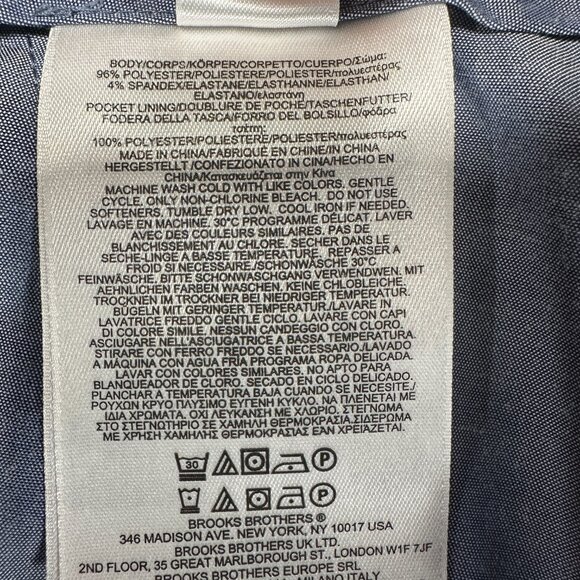 BODY/CORPS/KÖRPER/CORPETTO/CUERPO/Σώμα:
96% POLYESTER/POLIESTERE/POLIESTER/πολυεστέρας
4% SPANDEX/ELASTANE/ELASTHANNE/ELASTHAN/
ELASTANO/ελαστάνη
POCKET LINING/DOUBLURE DE POCHE/TASCHENFUTTER/
FODERA DELLA TASCA/FORRO DEL BOLSILLO/φόδρα
τσέπη:
100% POLYESTER/POLIESTERE/POLIESTER/πολυεστέρας
MADE IN CHINA/FABRIQUÉ EN CHINE/IN CHINA
HERGESTELLT /CONFEZIONATO IN CINA/HECHO EN
CHINA/Κατασκευάζεται στην Κίνα
MACHINE WASH COLD WITH LIKE COLORS. GENTLE
CYCLE. ONLY NON-CHLORINE BLEACH. DO NOT USE
SOFTENERS. TUMBLE DRY LOW. COOL IRON IF NEEDED.
LAVAGE EN MACHINE. 30°C PROGRAMME DÉLICAT. LAVER
AVEC DES COULEURS SIMILAIRES. PAS DE
BLANCHISSEMENT AU CHLORE. SECHER DANS LE
SECHE-LINGE A BASSE TEMPERATURE. REPASSER A
FROID SI NECESSAIRE./SCHONWÄSCHE 30°C
FEINWÄSCHE. BITTE SCHONWASCHGANG VERWENDWEN. MIT
AEHNLICHEN FARBEN WASCHEN. KEINE CHLORBLEICHE.
TROCKNEN IM TROCKNER BEI NIEDRIGER TEMPERATUR.
BÜGELN MIT GERINGER TEMPERATUR./LAVARE IN
LAVATRICE FREDDO GENTLE CICLO. LAVARE CON CAPI
DI COLORE SIMILE. NESSUN CANDEGGIO CON CLORO.
ASCIUGARE NELL'ASCIUGATRICE A BASSA TEMPERATURA.
STIRARE CON FERRO FREDDO SE NECESSARIO./LAVADO
A MÁQUINA CON AGUA FRÍA PROGRAMA ROPA DELICADA.
LAVAR CON COLORES SIMILARES. NO APTO PARA
BLANQUEADOR DE CLORO. SECADO EN CICLO DELICADO.
PLANCHAR A TEMPERATURA BAJA CUANDO SE NECESITE./
ΡΟΥΧΩΝ ΚΡΥΟ ΠΛΥΣΙΜΟ ΕΥΓΕΝΗ ΚΥΚΛΟ. ΝΑ ΠΛΕΝΕΤΑΙ ΜΕ
ΙΔΙΑ ΧΡΩΜΑΤΑ. ΟΧΙ ΛΕΥΚΑΝΣΗ ΜΕ ΧΛΩΡΙΟ. ΣΤΕΓΝΩΜΑ
ΣΤΟ ΣΤΕΓΝΩΤΗΡΙΟ ΣΕ ΧΑΜΗΛΗ ΘΕΡΜΟΚΡΑΣΙΑ.ΣΙΔΕΡΩΜΑ
ΜΕ ΧΡΗΣΗ ΧΑΜΗΛΗΣ ΘΕΡΜΟΚΡΑΣΙΑΣ ΕΑΝ ΧΡΕΙΑΖΕΤΑΙ.
30 P
P
BROOKS BROTHERS ®
346 MADISON AVE. NEW YORK, NY 10017 USA
BROOKS BROTHERS UK LTD.
2ND FLOOR, 35 GREAT MARLBOROUGH ST., LONDON W1F 7JF
BROOKS BROTHERS EUROPE SRL